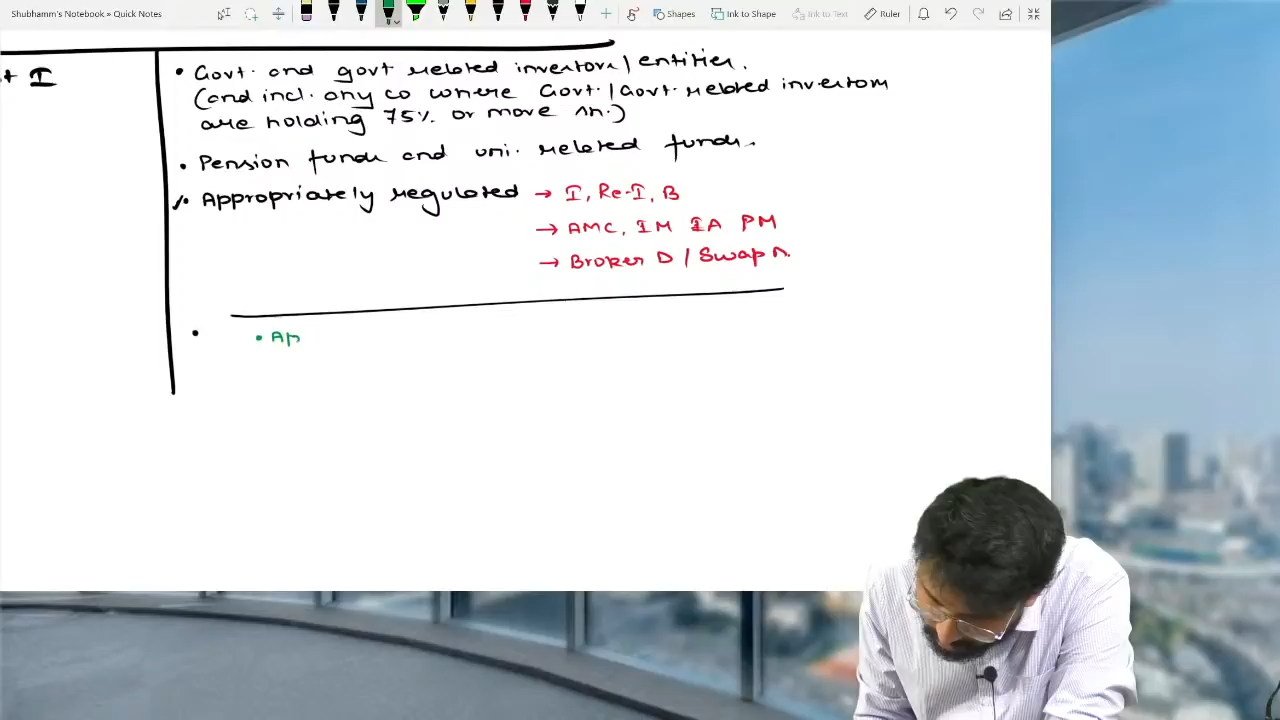 Shubhamm's Notebook » Quick Notes
Shapes Ink to Shape Ink to Text Ruler
+ I
• Govt. and govt related investors/entities.
(and incl. any co where Govt./Govt. related investors
are holding 75% or more sh.)
• Pension funds and uni. related funds.
• Appropriately regulated → I, Re-I, B
→ AMC, IM IA PM
→ Broker D / Swap
• • Ap